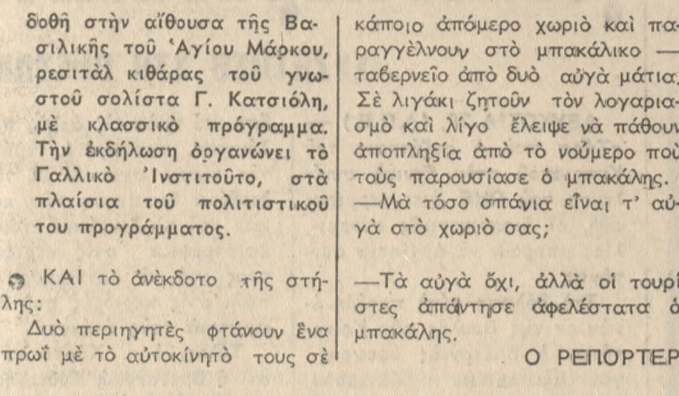 δοθῆ στὴν αἴθουσα τῆς Βα-
σιλικῆς τοῦ Ἁγίου Μάρκου,
ρεσιτὰλ κιθάρας τοῦ γνω-
στοῦ σολίστα Γ. Κατσιόλη,
μὲ κλασσικὸ πρόγραμμα.
Τὴν ἐκδήλωση ὀργανώνει τὸ
Γαλλικὸ Ἰνστιτοῦτο, στὰ
πλαίσια τοῦ πολιτιστικοῦ
του προγράμματος.
ΚΑΙ τὸ ἀνέκδοτο τῆς στή-
λης:
Δυὸ περιηγητὲς φτάνουν ἕνα
πρωῒ μὲ τὸ αὐτοκίνητὸ τους σὲ
κάποιο ἀπόμερο χωριὸ καὶ πα-
ραγγέλνουν στὸ μπακάλικο —
ταβερνεῖο ἀπὸ δυὸ αὐγὰ μάτια.
Σὲ λιγάκι ζητοῦν τὸν λογαρια-
σμὸ καὶ λίγο ἔλειψε νὰ πάθουν
ἀποπληξία ἀπὸ τὸ νούμερο ποὺ
τοὺς παρουσίασε ὁ μπακάλης.
—Μὰ τόσο σπάνια εἶναι τ' αὐ-
γὰ στὸ χωριὸ σας;
—Τὰ αὐγὰ ὄχι, ἀλλὰ οἱ τουρί
στες ἀπάντησε ἀφελέστατα ὁ
μπακάλης.
Ο ΡΕΠΟΡΤΕΡ